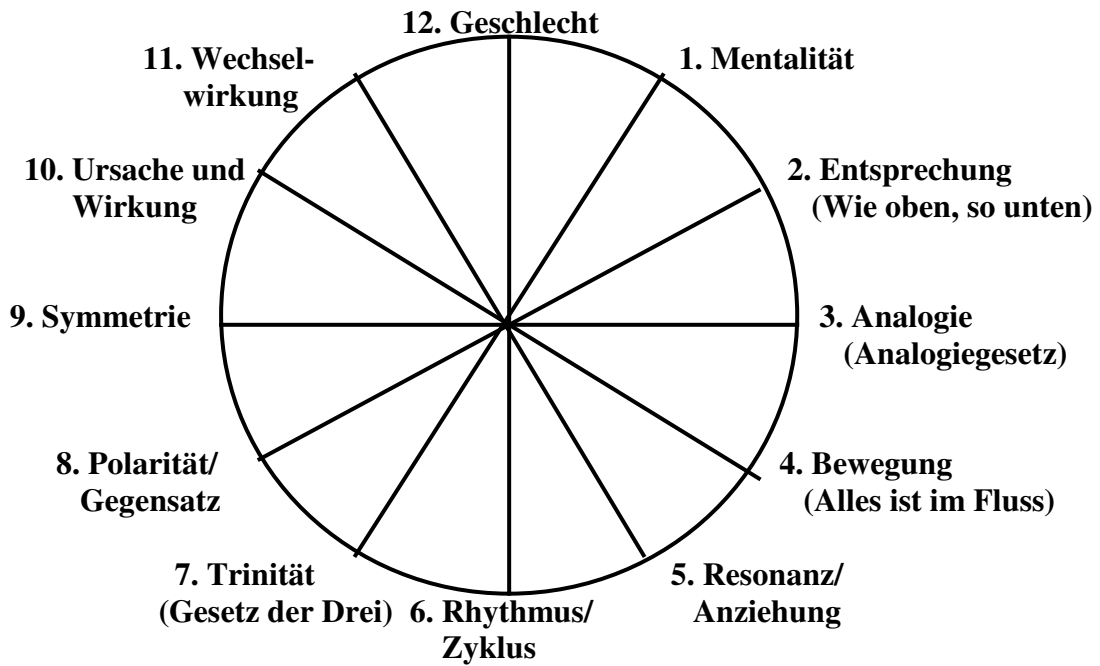 12. Geschlecht
1. Mentalität
2. Entsprechung
(Wie oben, so unten)
3. Analogie
(Analogiegesetz)
4. Bewegung
(Alles ist im Fluss)
5. Resonanz/
Anziehung
6. Rhythmus/
Zyklus
7. Trinität
(Gesetz der Drei)
8. Polarität/
Gegensatz
9. Symmetrie
10. Ursache und
Wirkung
11. Wechsel-
wirkung